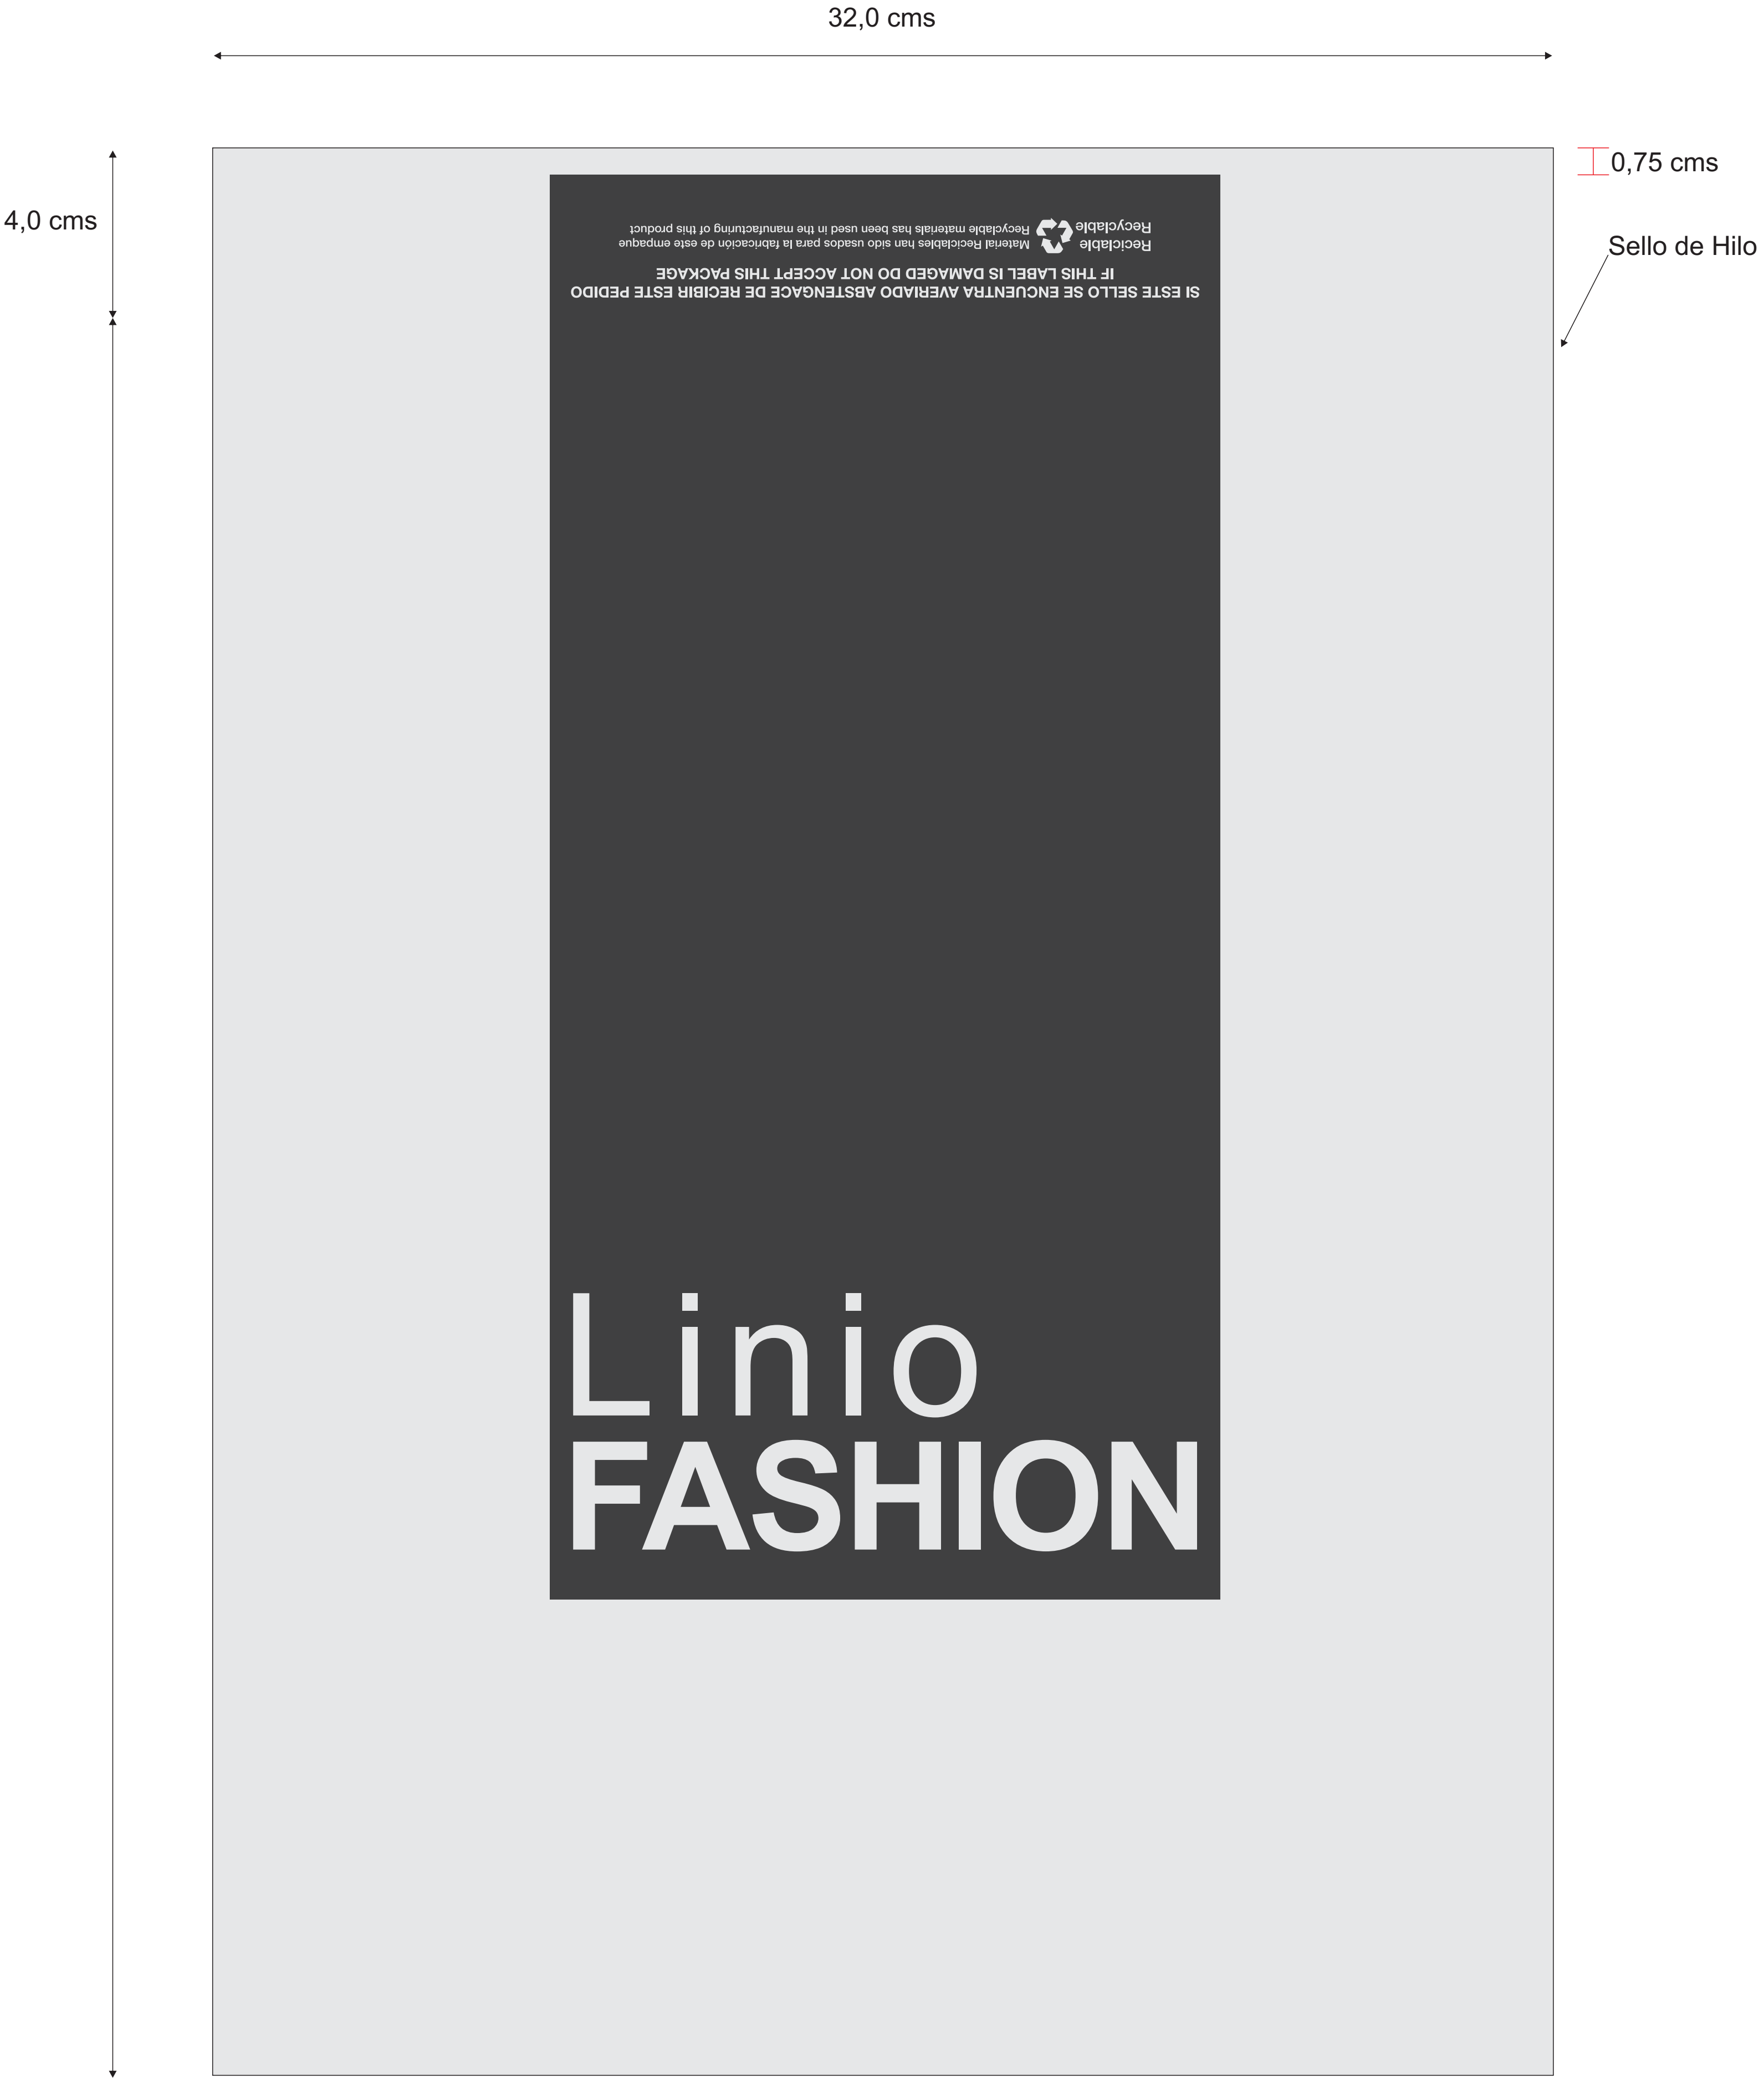 32,0 cms
0,75 cms
4,0 cms
Sello de Hilo
SI ESTE SELLO SE ENCUENTRA AVERIADO ABSTENGACE DE RECIBIR ESTE PEDIDO
IF THIS LABEL IS DAMAGED DO NOT ACCEPT THIS PACKAGE
Reciclable
Recyclable
Material Reciclables han sido usados para la fabricación de este empaque
Recyclable materials has been used in the manufacturing of this product
Linio
FASHION